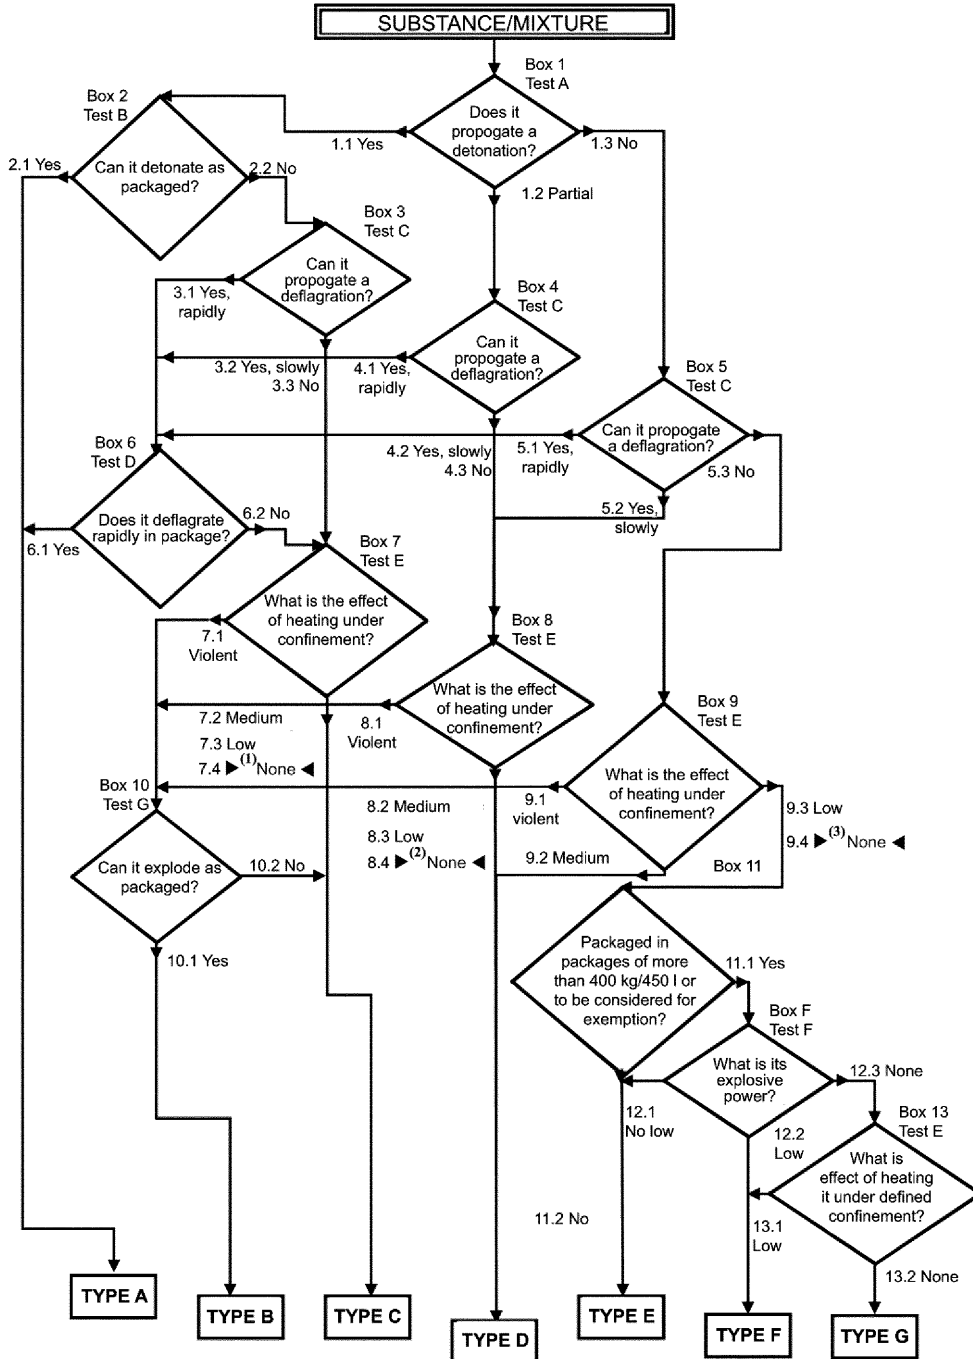 SUBSTANCE/MIXTURE
Box 1
Test A
Does it
propogate a
detonation?
1.1 Yes
1.3 No
1.2 Partial
Box 2
Test B
Can it detonate as
packaged?
2.1 Yes
2.2 No
Box 3
Test C
Can it
propogate a
deflagration?
3.1 Yes,
rapidly
3.2 Yes, slowly
3.3 No
Box 4
Test C
Can it
propogate a
deflagration?
4.1 Yes,
rapidly
4.2 Yes, slowly
4.3 No
Box 5
Test C
Can it propogate
a deflagration?
5.1 Yes,
rapidly
5.3 No
5.2 Yes,
slowly
Box 6
Test D
Does it deflagrate
rapidly in package?
6.1 Yes
6.2 No
Box 7
Test E
What is the effect
of heating under
confinement?
7.1
Violent
7.2 Medium
7.3 Low
7.4 ►(1)None ◄
Box 8
Test E
What is the effect
of heating under
confinement?
8.1
Violent
8.2 Medium
8.3 Low
8.4 ►(2)None ◄
Box 9
Test E
What is the effect
of heating under
confinement?
9.1
violent
9.2 Medium
9.3 Low
9.4 ►(3)None ◄
Box 10
Test G
Can it explode as
packaged?
10.2 No
10.1 Yes
Box 11
Packaged in
packages of more
than 400 kg/450 l or
to be considered for
exemption?
11.1 Yes
11.2 No
Box F
Test F
What is its
explosive
power?
12.1
No low
12.2
Low
12.3 None
Box 13
Test E
What is
effect of heating
it under defined
confinement?
13.1
Low
13.2 None
TYPE A
TYPE B
TYPE C
TYPE D
TYPE E
TYPE F
TYPE G